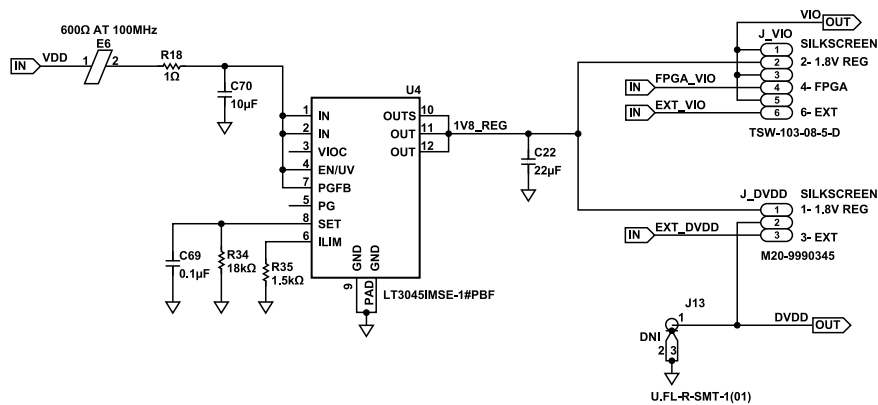 600Ω AT 100MHz
E6
IN
VDD
1
2
R18
1Ω
C70
10µF
U4
1
IN
2
IN
3
VIOC
4
EN/UV
7
PGFB
5
PG
8
SET
6
ILIM
OUTS
10
OUT
11
OUT
12
GND
GND
9
PAD
LT3045IMSE-1#PBF
C69
0.1µF
R34
18kΩ
R35
1.5kΩ
1V8_REG
C22
22µF
VIO
OUT
J_VIO
SILKSCREEN
1
2
2- 1.8V REG
3
IN
FPGA_VIO
4
4- FPGA
5
IN
EXT_VIO
6
6- EXT
TSW-103-08-5-D
J_DVDD
SILKSCREEN
1
1- 1.8V REG
2
IN
EXT_DVDD
3
3- EXT
M20-9990345
J13
1
DVDD
OUT
DNI
2
3
U.FL-R-SMT-1(01)